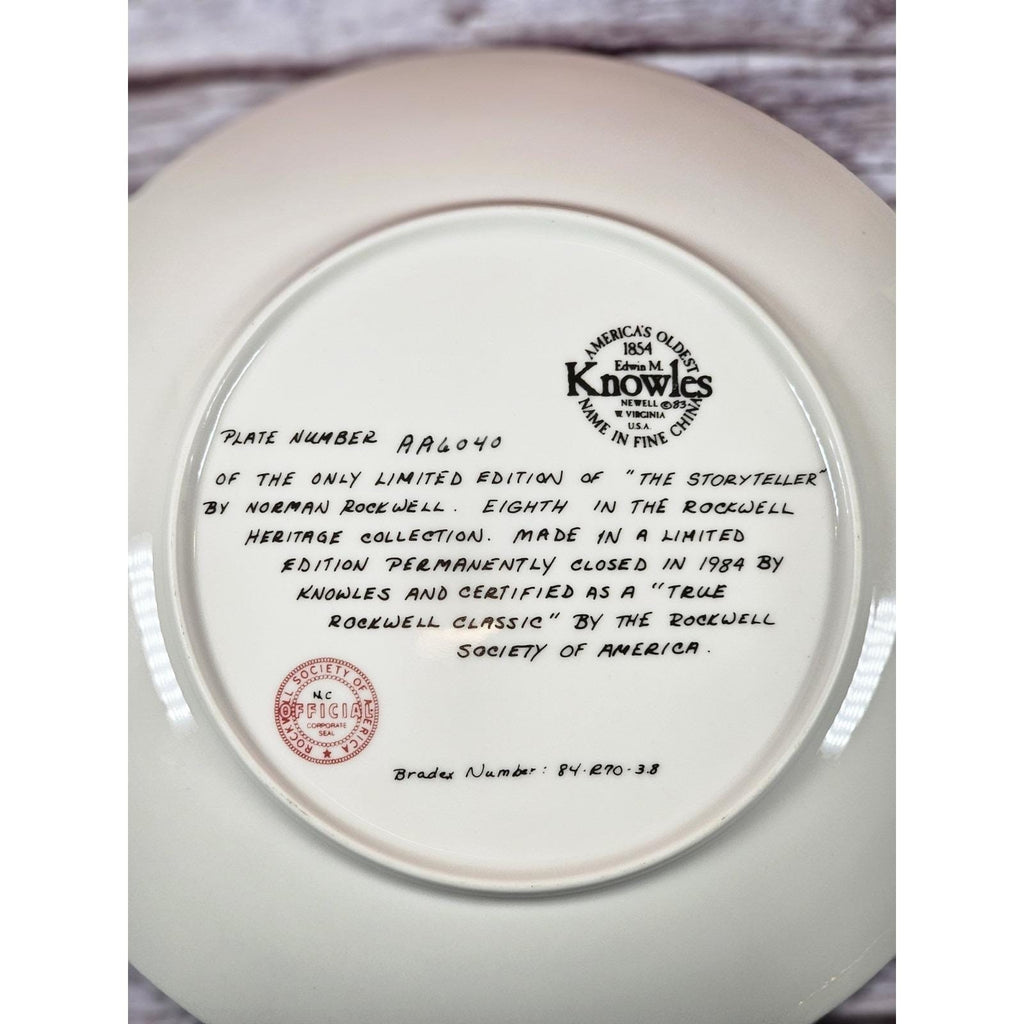 AMERICA'S OLDEST
1854
Edwin M.
Knowles
NEWELL ©83
W. VIRGINIA
U.S.A.
NAME IN FINE CHINA
PLATE NUMBER AA6040
OF THE ONLY LIMITED EDITION OF "THE STORYTELLER"
BY NORMAN ROCKWELL. EIGHTH IN THE ROCKWELL
HERITAGE COLLECTION. MADE IN A LIMITED
EDITION PERMANENTLY CLOSED IN 1984 BY
KNOWLES AND CERTIFIED AS A "TRUE
ROCKWELL CLASSIC" BY THE ROCKWELL
SOCIETY OF AMERICA.
ROCKWELL SOCIETY OF AMERICA
N.C
OFFICIAL
CORPORATE
SEAL
Bradex Number: 84-R70-3.8